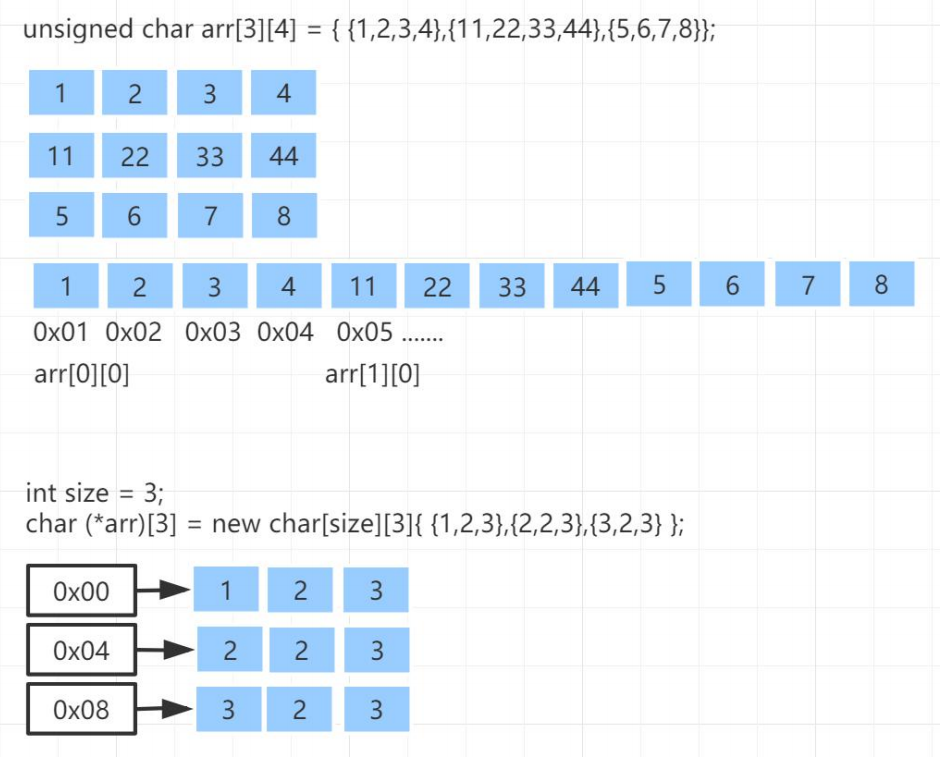 unsigned char arr[3][4] = { {1,2,3,4},{11,22,33,44},{5,6,7,8}};
1 2 3 4
11 22 33 44
5 6 7 8
1 2 3 4 11 22 33 44 5 6 7 8
0x01 0x02 0x03 0x04 0x05 .......
arr[0][0] arr[1][0]
int size = 3;
char (*arr)[3] = new char[size][3]{ {1,2,3},{2,2,3},{3,2,3} };
0x00 1 2 3
0x04 2 2 3
0x08 3 2 3